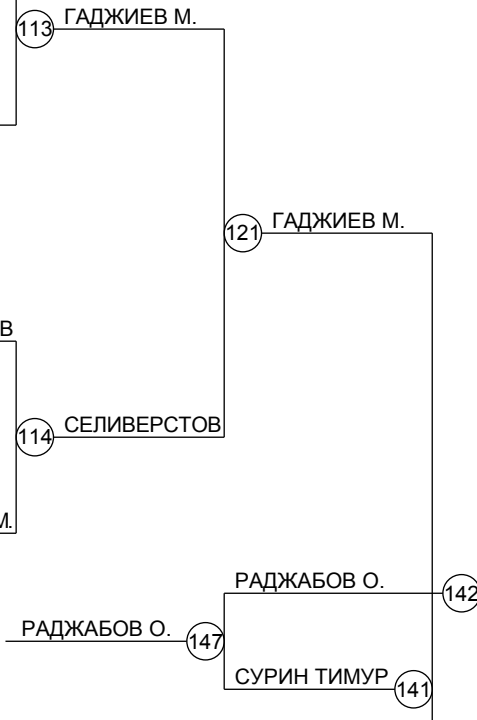 113 ГАДЖИЕВ М.
121 ГАДЖИЕВ М.
В
114 СЕЛИВЕРСТОВ
М.
РАДЖАБОВ О. 142
РАДЖАБОВ О. 147
СУРИН ТИМУР 141